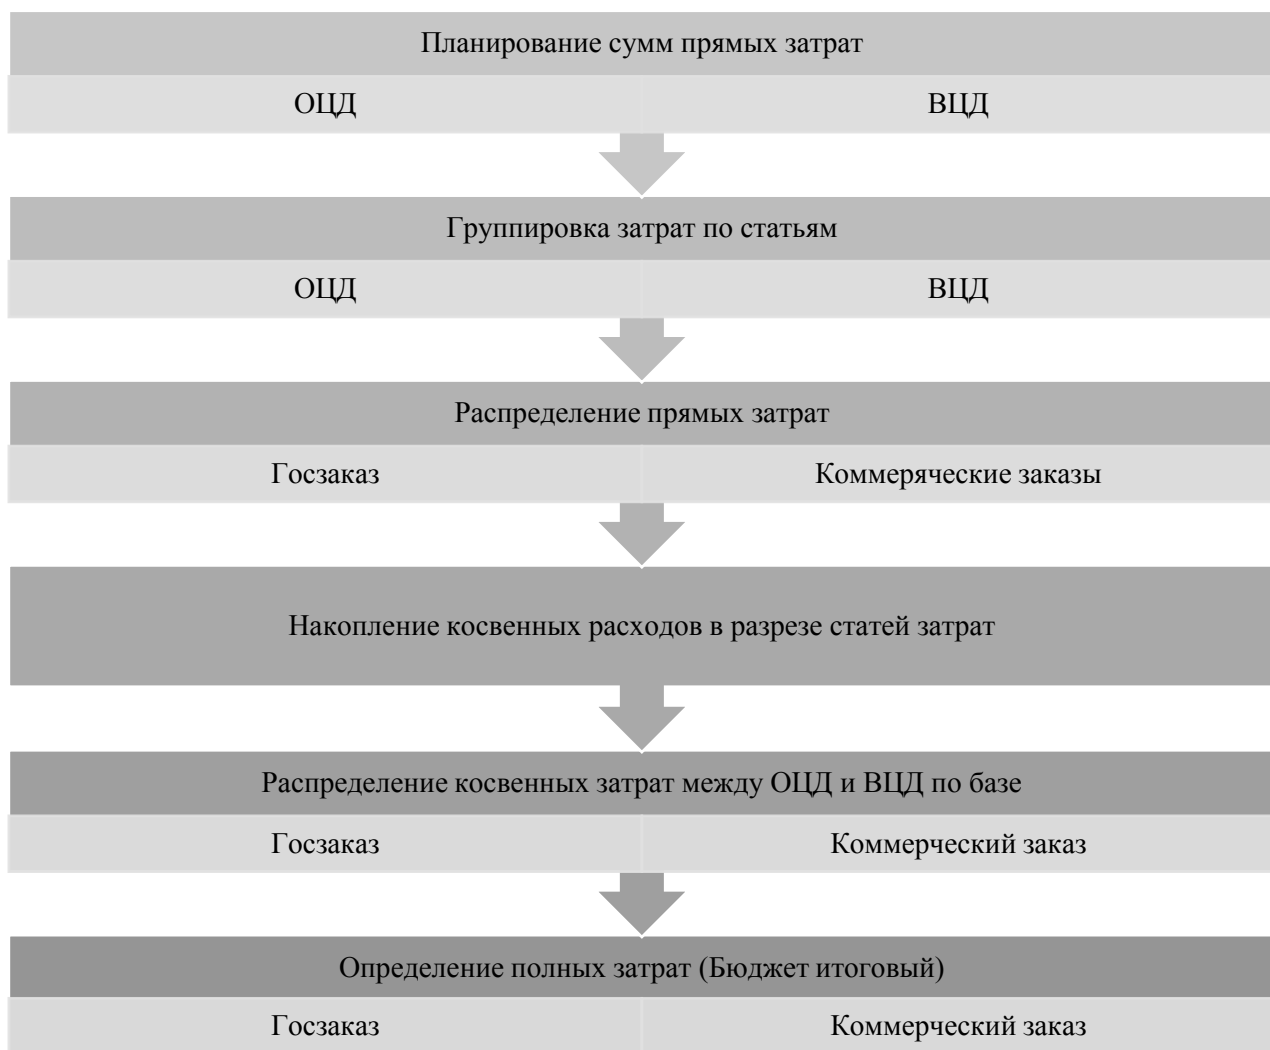 Планирование сумм прямых затрат
ОЦД
ВЦД
Группировка затрат по статьям
ОЦД
ВЦД
Распределение прямых затрат
Госзаказ
Коммеряческие заказы
Накопление косвенных расходов в разрезе статей затрат
Распределение косвенных затрат между ОЦД и ВЦД по базе
Госзаказ
Коммерческий заказ
Определение полных затрат (Бюджет итоговый)
Госзаказ
Коммерческий заказ